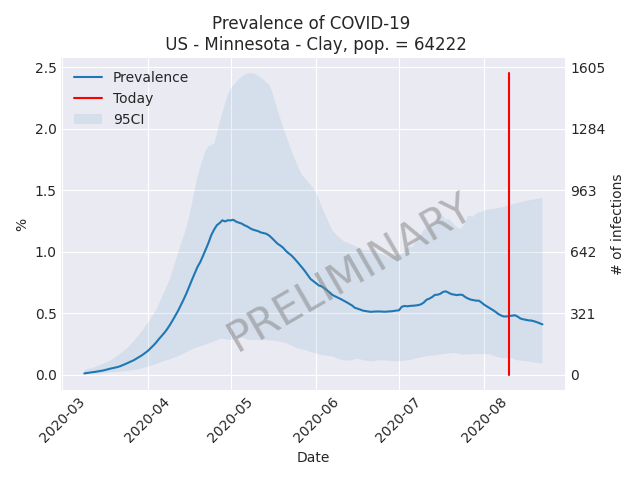 Prevalence of COVID-19
US - Minnesota - Clay, pop. = 64222
Prevalence
Today
95CI
PRELIMINARY
%
2.5
2.0
1.5
1.0
0.5
0.0
1605
1284
963
642
321
0
# of infections
2020-03
2020-04
2020-05
2020-06
2020-07
2020-08
Date